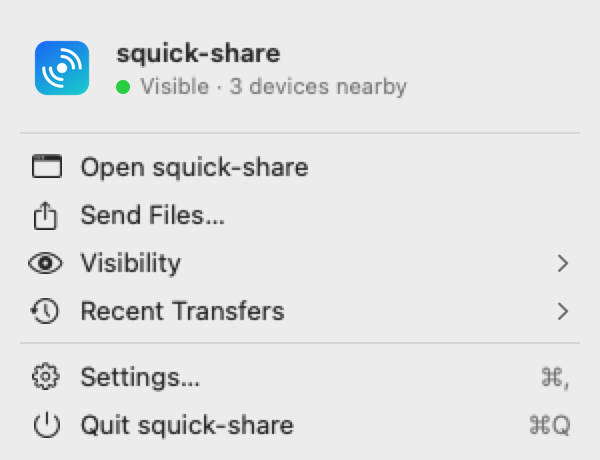 squick-share
Visible · 3 devices nearby
Open squick-share
Send Files...
Visibility
Recent Transfers
Settings... ⌘,
Quit squick-share ⌘Q